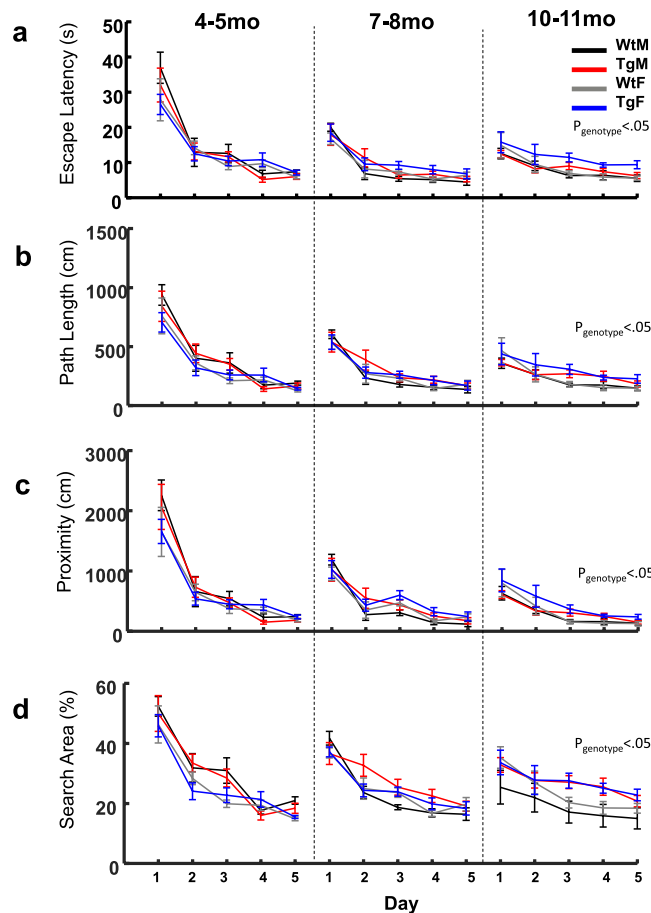 a
4-5mo
7-8mo
10-11mo
Escape Latency (s)
50
40
30
20
10
0
WtM
TgM
WtF
TgF
Pgenotype<.05
b
Path Length (cm)
1500
1000
500
0
Pgenotype<.05
c
Proximity (cm)
3000
2000
1000
0
Pgenotype<.05
d
Search Area (%)
60
40
20
0
Pgenotype<.05
1 2 3 4 5 1 2 3 4 5 1 2 3 4 5
Day